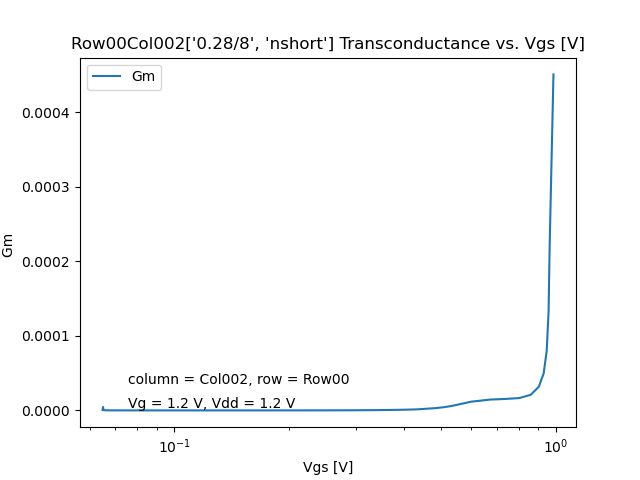 Row00Col002['0.28/8', 'nshort'] Transconductance vs. Vgs [V]
Gm
0.0004
0.0003
0.0002
0.0001
0.0000
Gm
column = Col002, row = Row00
Vg = 1.2 V, Vdd = 1.2 V
10⁻¹
10⁰
Vgs [V]